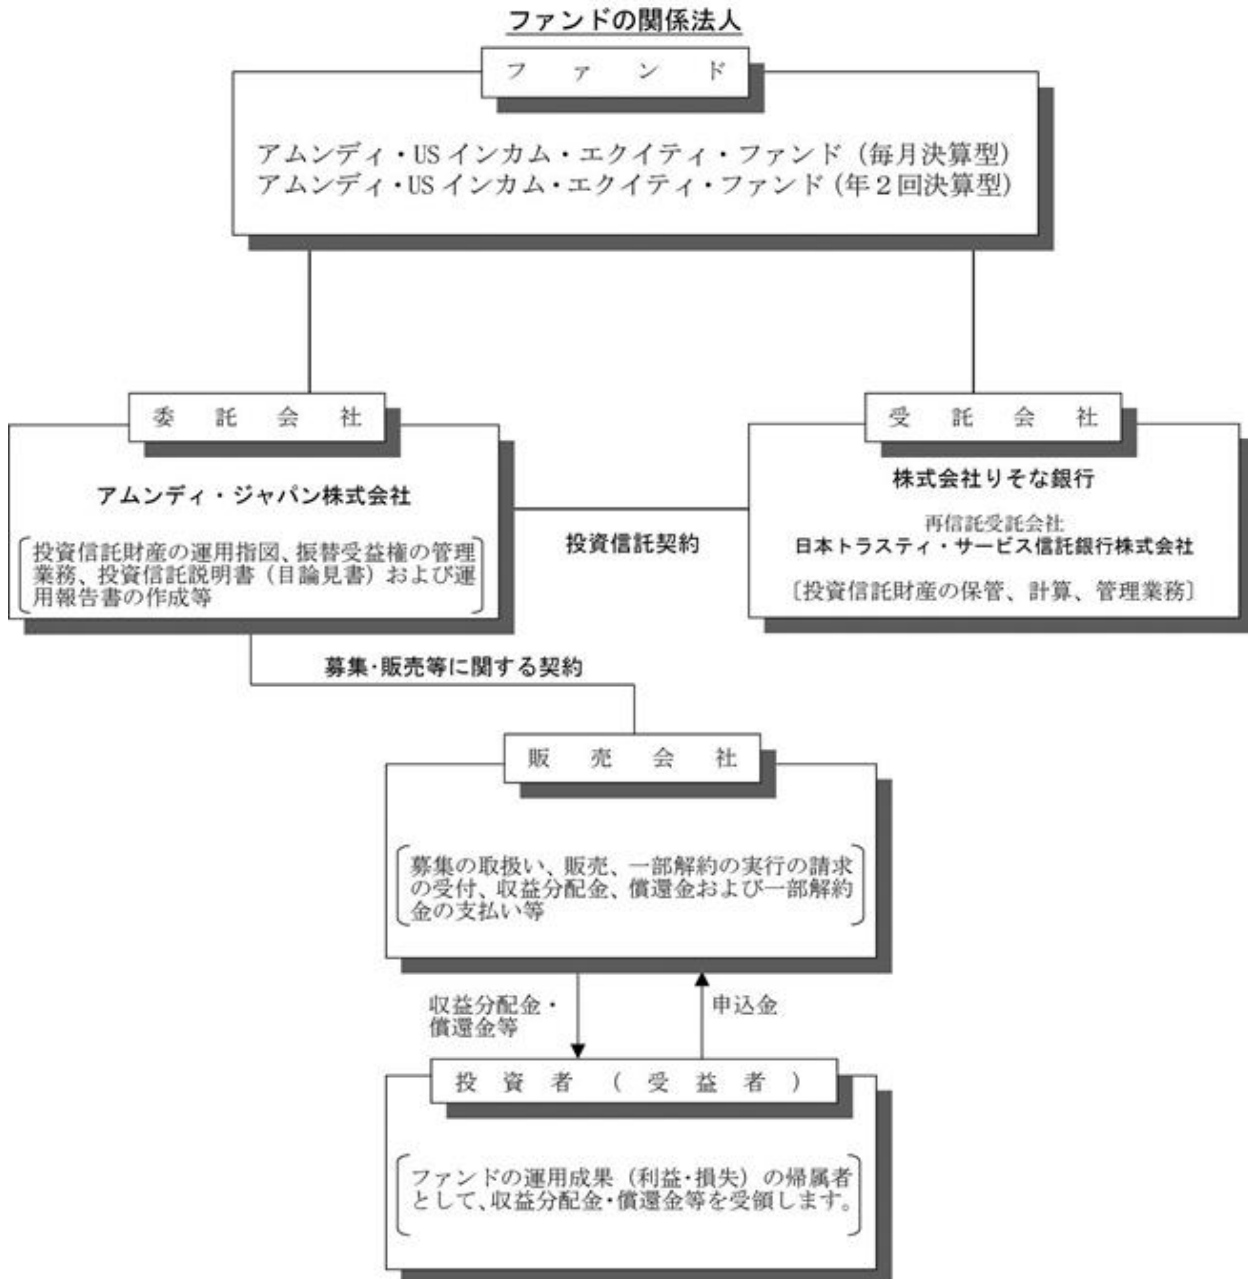 ファンドの関係法人
ファンド
アムンディ・USインカム・エクイティ・ファンド（毎月決算型）
アムンディ・USインカム・エクイティ・ファンド（年2回決算型）
委託会社
アムンディ・ジャパン株式会社
投資信託財産の運用指図、振替受益権の管理
業務、投資信託説明書（目論見書）および運
用報告書の作成等
投資信託契約
受託会社
株式会社りそな銀行
再信託受託会社
日本トラスティ・サービス信託銀行株式会社
〔投資信託財産の保管、計算、管理業務〕
募集・販売等に関する契約
販売会社
募集の取扱い、販売、一部解約の実行の請求
の受付、収益分配金、償還金および一部解約
金の支払い等
収益分配金・
償還金等
申込金
投資者（受益者）
ファンドの運用成果（利益・損失）の帰属者
として、収益分配金・償還金等を受領します。